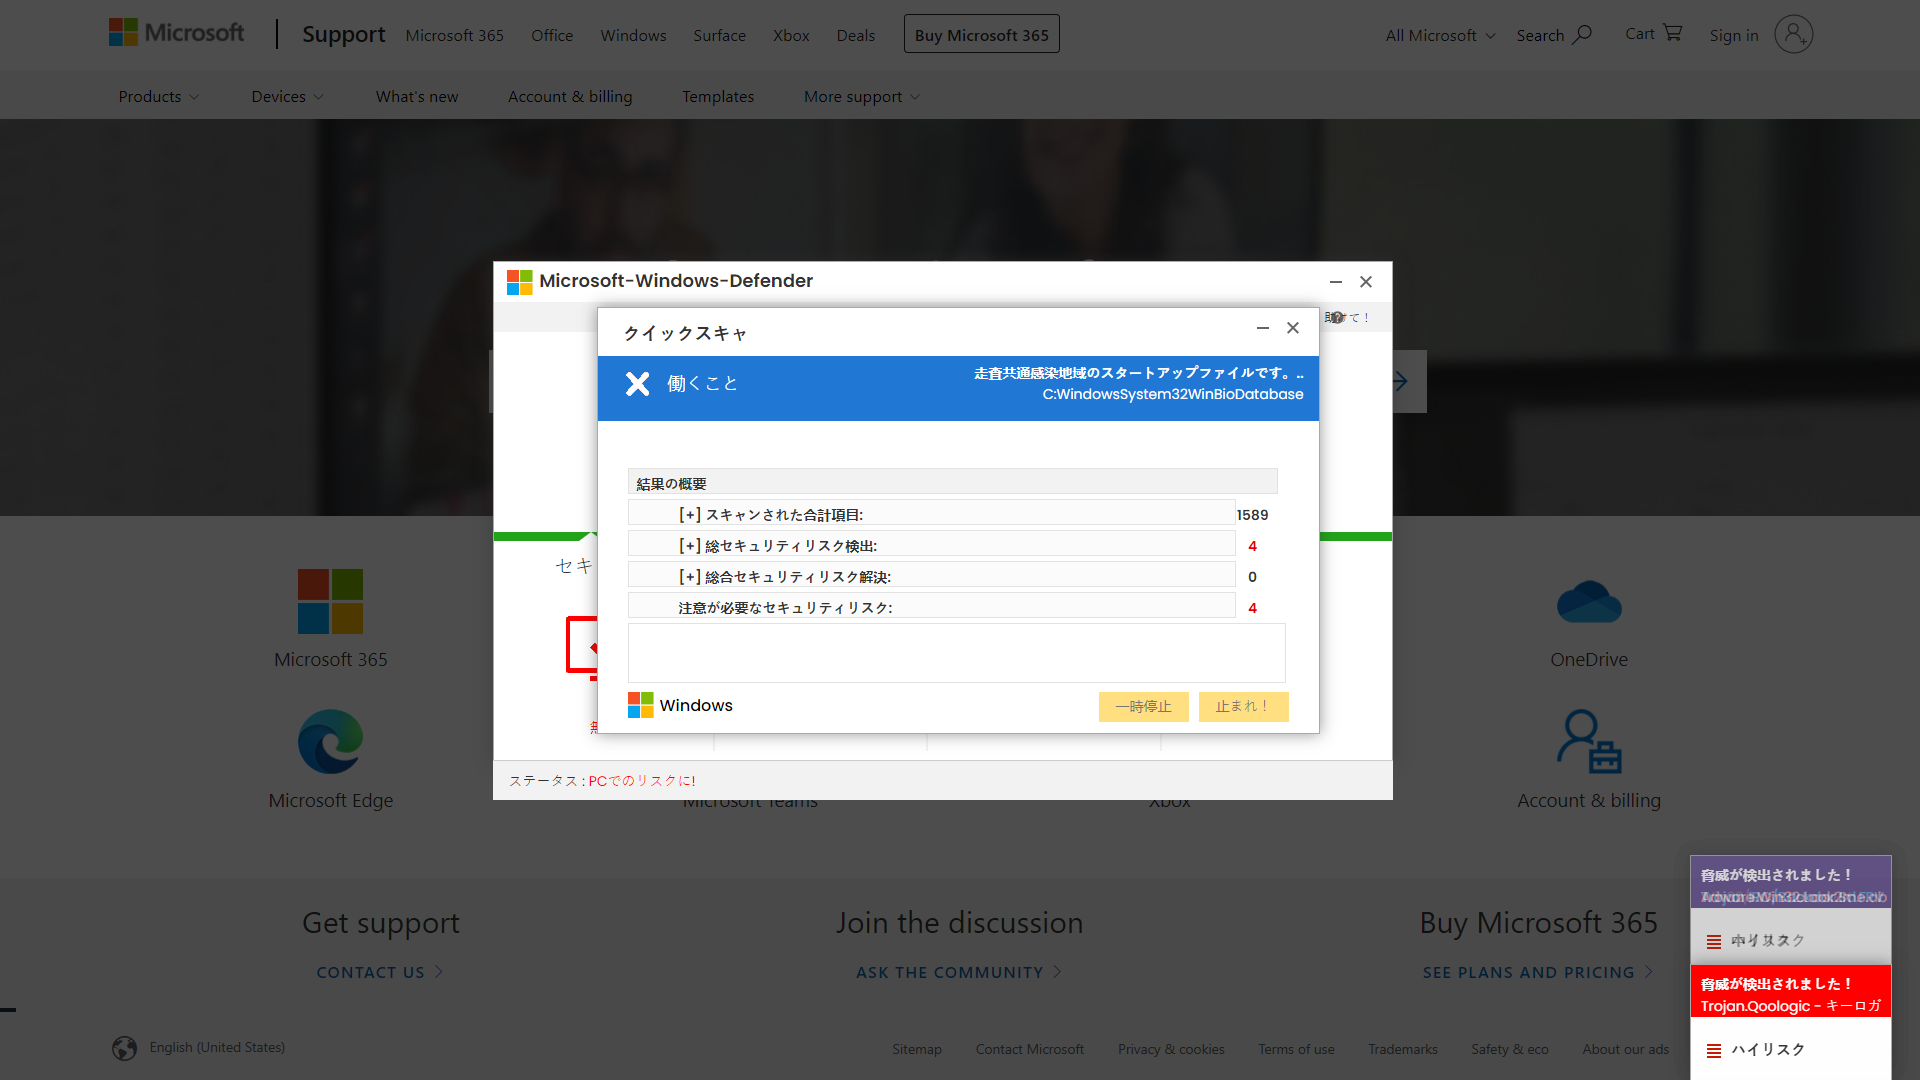 Microsoft
Support
Microsoft 365
Office
Windows
Surface
Xbox
Deals
Buy Microsoft 365
All Microsoft
Search
Cart
Sign in
Products
Devices
What's new
Account & billing
Templates
More support
Microsoft-Windows-Defender
クイックスキャ
働くこと
走査共通感染地域のスタートアップファイルです。..
C:WindowsSystem32WinBioDatabase
結果の概要
[+] スキャンされた合計項目: 1589
[+] 総セキュリティリスク検出: 4
[+] 総合セキュリティリスク解決: 0
注意が必要なセキュリティリスク: 4
Windows
一時停止
止まれ！
セキ
ステータス : PCでのリスクに!
Microsoft 365
OneDrive
Microsoft Edge
Microsoft Teams
Xbox
Account & billing
脅威が検出されました！
脅威が検出されました！
Trojan.Qoologic - キーロガ
ハイリスク
Get support
Join the discussion
Buy Microsoft 365
CONTACT US
ASK THE COMMUNITY
SEE PLANS AND PRICING
English (United States)
Sitemap
Contact Microsoft
Privacy & cookies
Terms of use
Trademarks
Safety & eco
About our ads